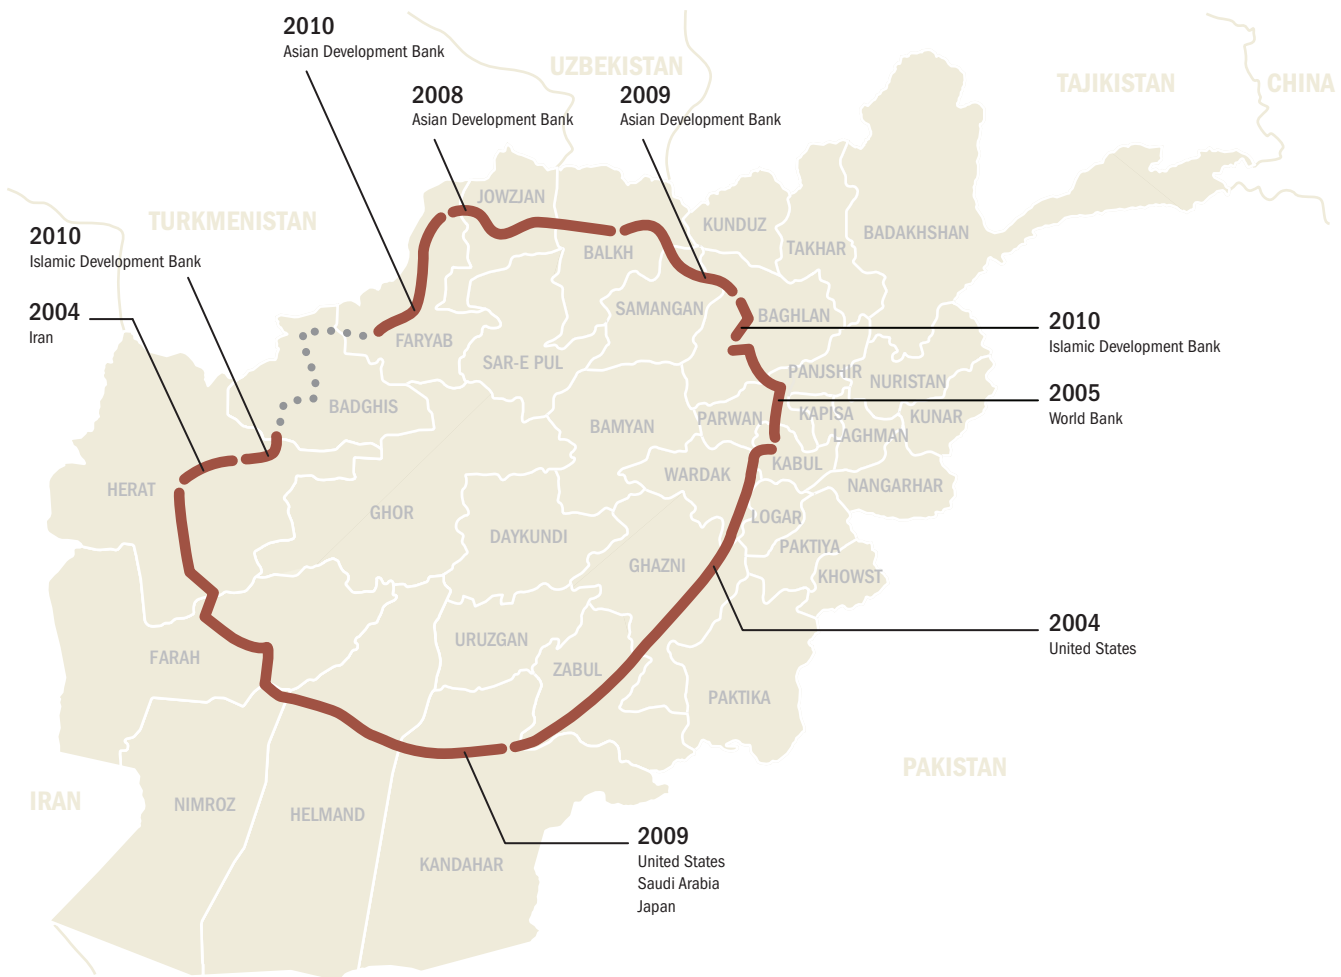 2010
Asian Development Bank
UZBEKISTAN
TAJIKISTAN
CHINA
2008
Asian Development Bank
2009
Asian Development Bank
JOWZJAN
TURKMENISTAN
KUNDUZ
BADAKHSHAN
TAKHAR
2010
Islamic Development Bank
BALKH
2004
Iran
SAMANGAN
BAGHLAN
2010
Islamic Development Bank
FARYAB
SAR-E PUL
PANJSHIR
NURISTAN
2005
World Bank
BADGHIS
BAMYAN
PARWAN
KAPISA
KUNAR
LAGHMAN
HERAT
WARDAK
KABUL
NANGARHAR
GHOR
LOGAR
DAYKUNDI
PAKTIYA
GHAZNI
KHOWST
2004
United States
URUZGAN
FARAH
ZABUL
PAKTIKA
PAKISTAN
IRAN
NIMROZ
HELMAND
2009
United States
Saudi Arabia
Japan
KANDAHAR